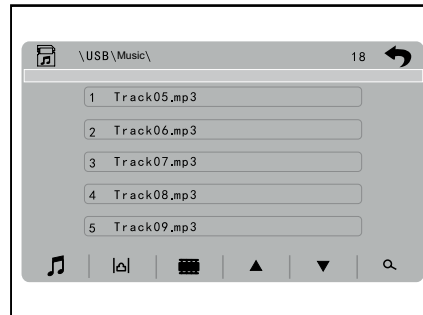 \USB\Music\ 18
1 Track05.mp3
2 Track06.mp3
3 Track07.mp3
4 Track08.mp3
5 Track09.mp3